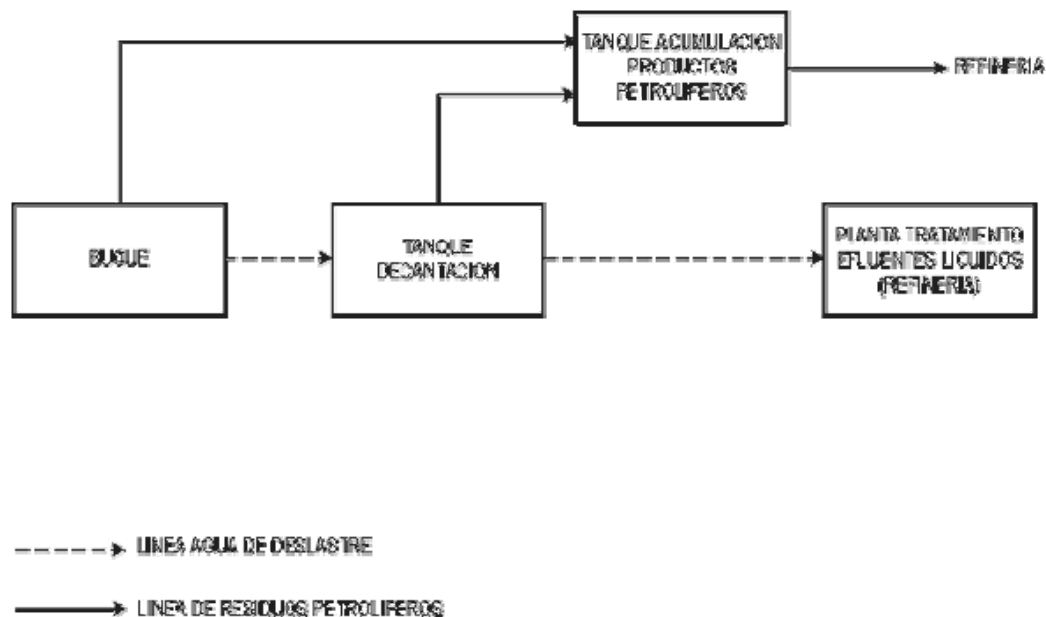 TANQUE ACUMULACION
PRODUCTOS
PETROLIFEROS
REFINERIA
BUQUE
TANQUE
DECANTACION
PLANTA TRATAMIENTO
EFLUENTES LIQUIDOS
(REFINERIA)
LINEA AGUA DE DESLASTRE
LINEA DE RESIDUOS PETROLIFEROS